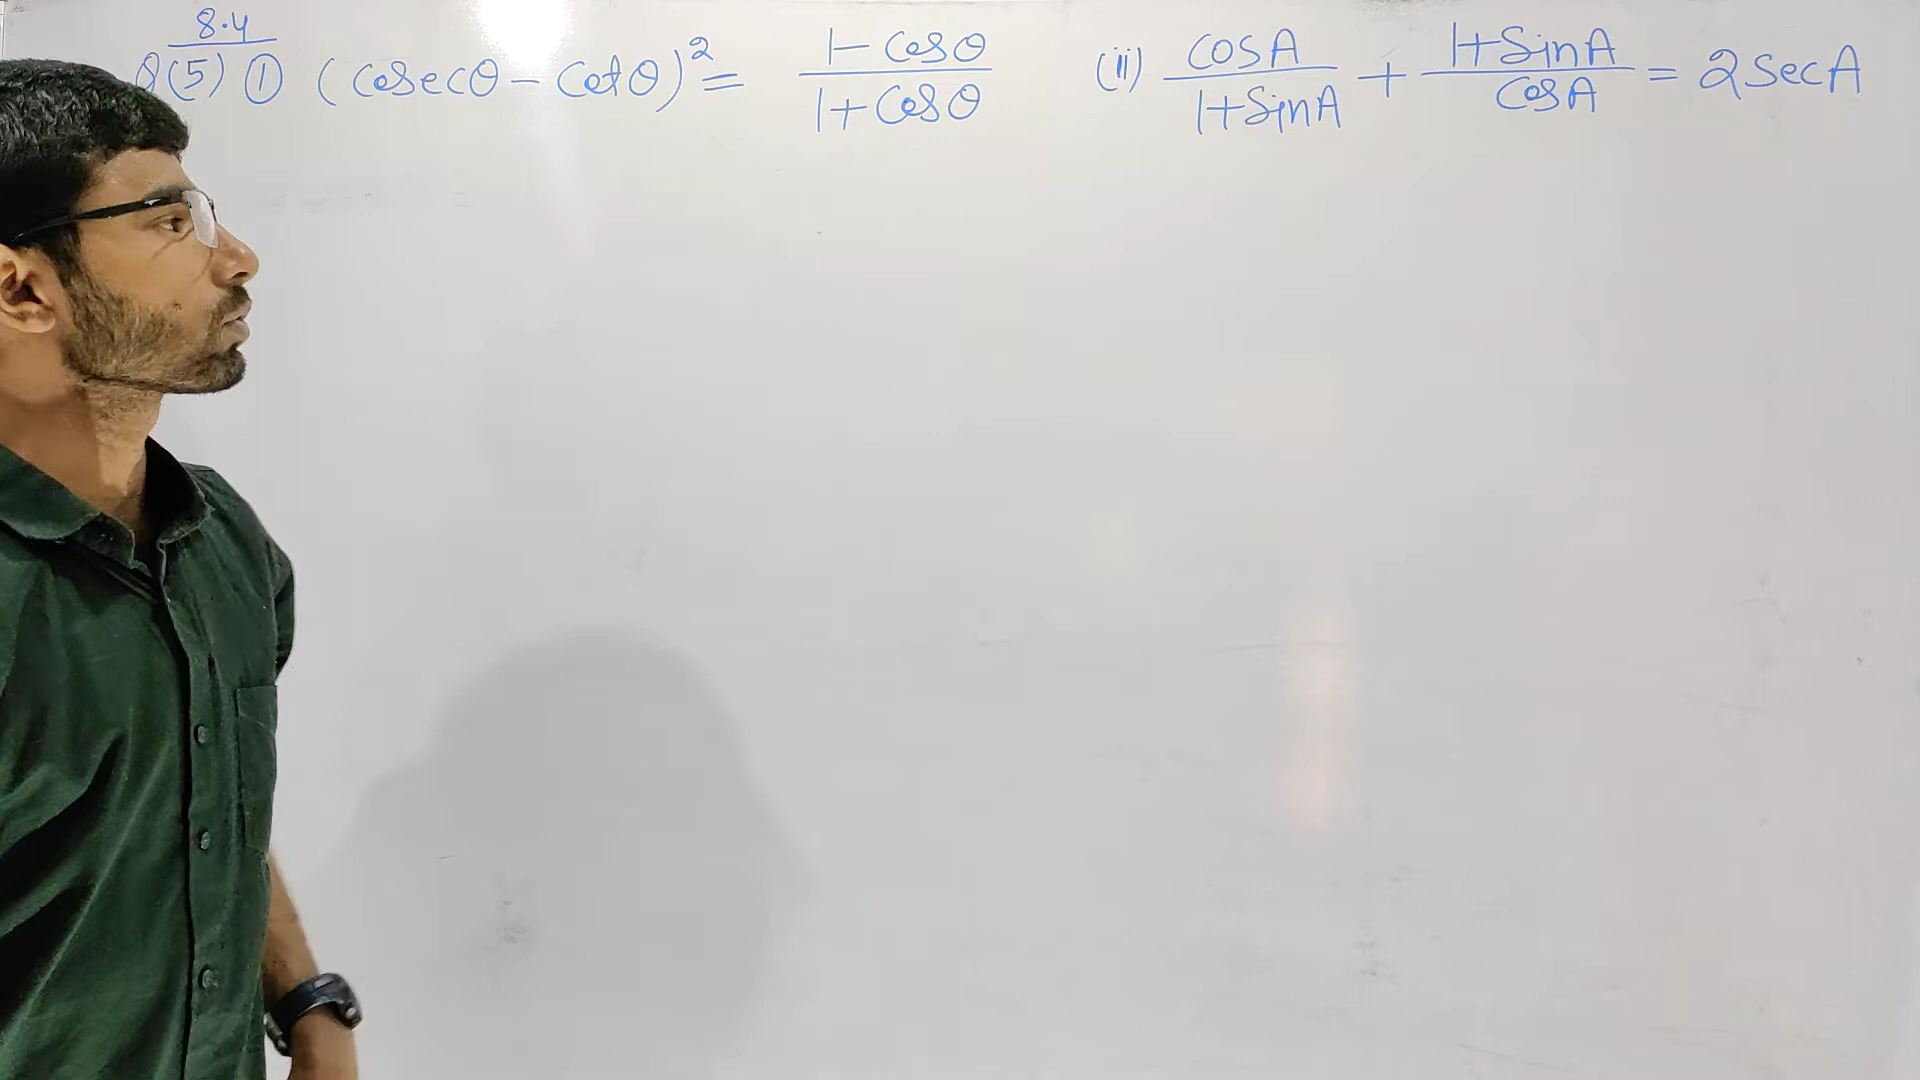 8.4
Q(5) ① (cosecθ - cotθ)² = (1 - cosθ)/(1 + cosθ) (ii) cosA/(1+sinA) + (1+sinA)/cosA = 2secA